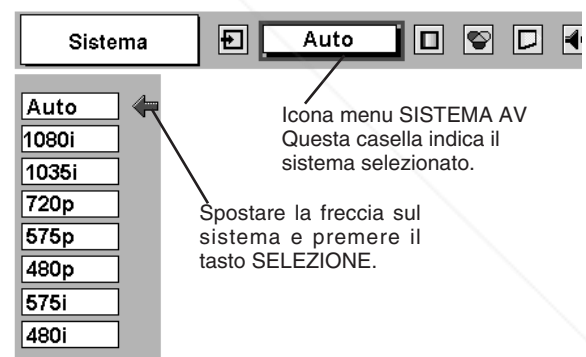 Sistema
Auto
Icona menu SISTEMA AV
Questa casella indica il
sistema selezionato.
Auto
1080i
1035i
720p
575p
480p
575i
480i
Spostare la freccia sul
sistema e premere il
tasto SELEZIONE.